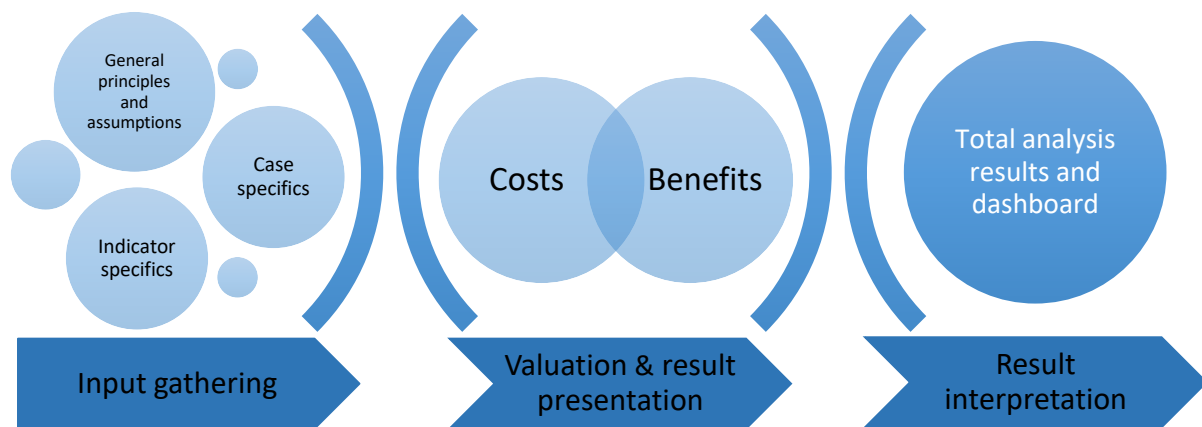 General
principles
and
assumptions
Case
specifics
Indicator
specifics
Input gathering
Costs
Benefits
Valuation & result
presentation
Total analysis
results and
dashboard
Result
interpretation